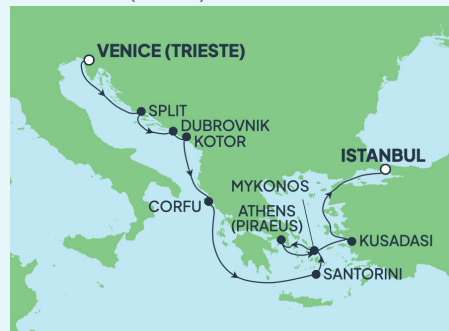 VENICE (TRIESTE)
SPLIT
DUBROVNIK
KOTOR
ISTANBUL
MYKONOS
ATHENS
(PIRAEUS)
CORFU
KUSADASI
SANTORINI